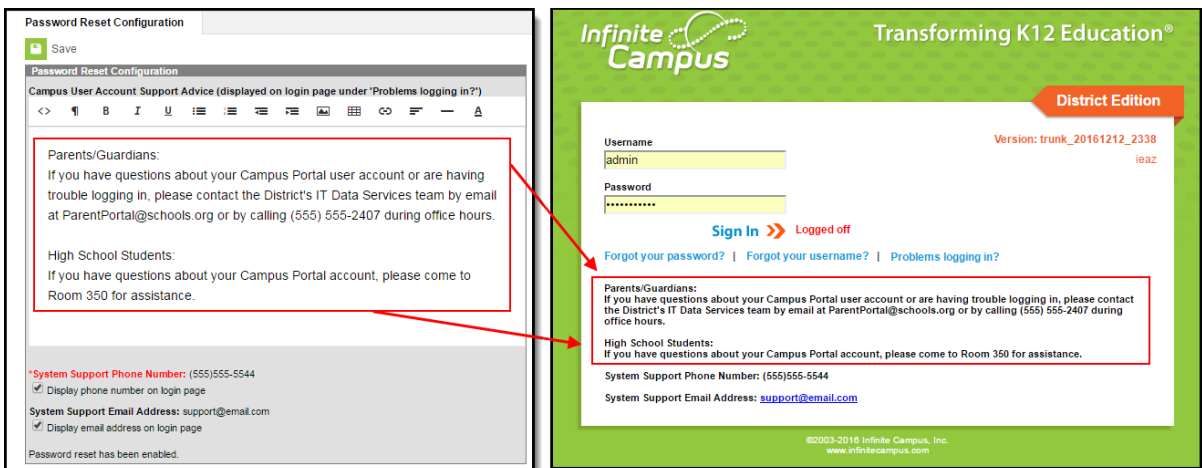 Password Reset Configuration
Save
Password Reset Configuration
Campus User Account Support Advice (displayed on login page under 'Problems logging in?')
<> ¶ B I U A
Parents/Guardians:
If you have questions about your Campus Portal user account or are having
trouble logging in, please contact the District's IT Data Services team by email
at ParentPortal@schools.org or by calling (555) 555-2407 during office hours.
High School Students:
If you have questions about your Campus Portal account, please come to
Room 350 for assistance.
*System Support Phone Number: (555)555-5544
Display phone number on login page
System Support Email Address: support@email.com
Display email address on login page
Password reset has been enabled.
Infinite
Campus
Transforming K12 Education®
District Edition
Username
Version: trunk_20161212_2338
admin
ieaz
Password
•••••••••••
Sign In Logged off
Forgot your password? | Forgot your username? | Problems logging in?
Parents/Guardians:
If you have questions about your Campus Portal user account or are having trouble logging in, please contact
the District's IT Data Services team by email at ParentPortal@schools.org or by calling (555) 555-2407 during
office hours.
High School Students:
If you have questions about your Campus Portal account, please come to Room 350 for assistance.
System Support Phone Number: (555)555-5544
System Support Email Address: support@email.com
©2003-2016 Infinite Campus, Inc.
www.infinitecampus.com